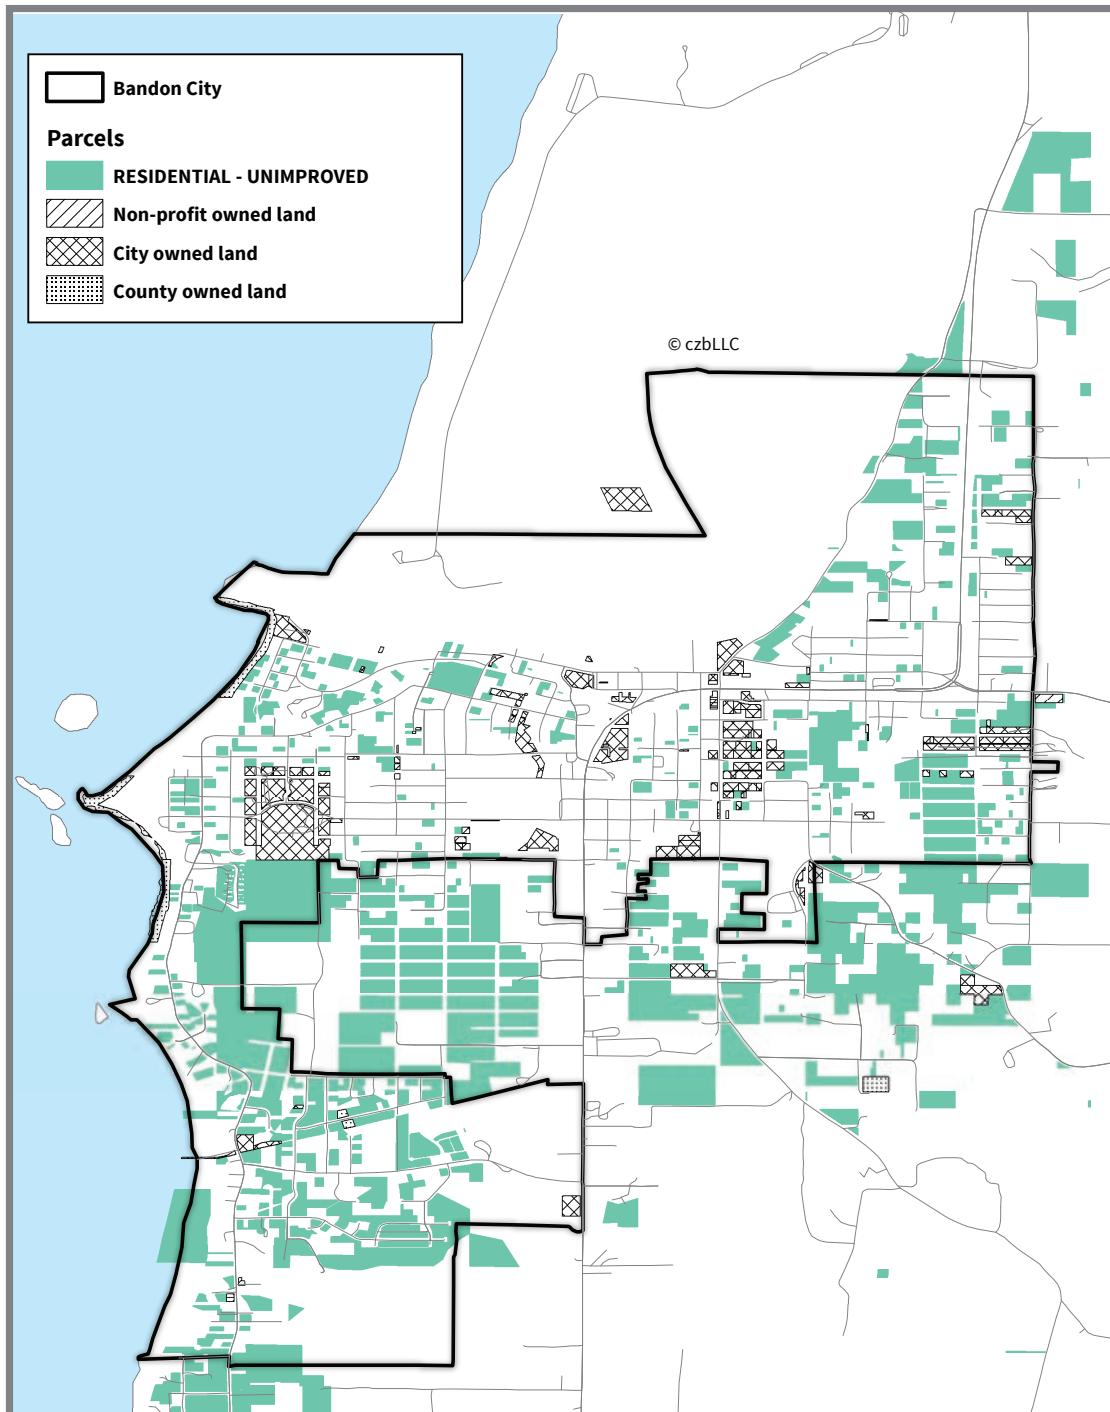 Bandon City
Parcels
RESIDENTIAL - UNIMPROVED
Non-profit owned land
City owned land
County owned land
© czbLLC